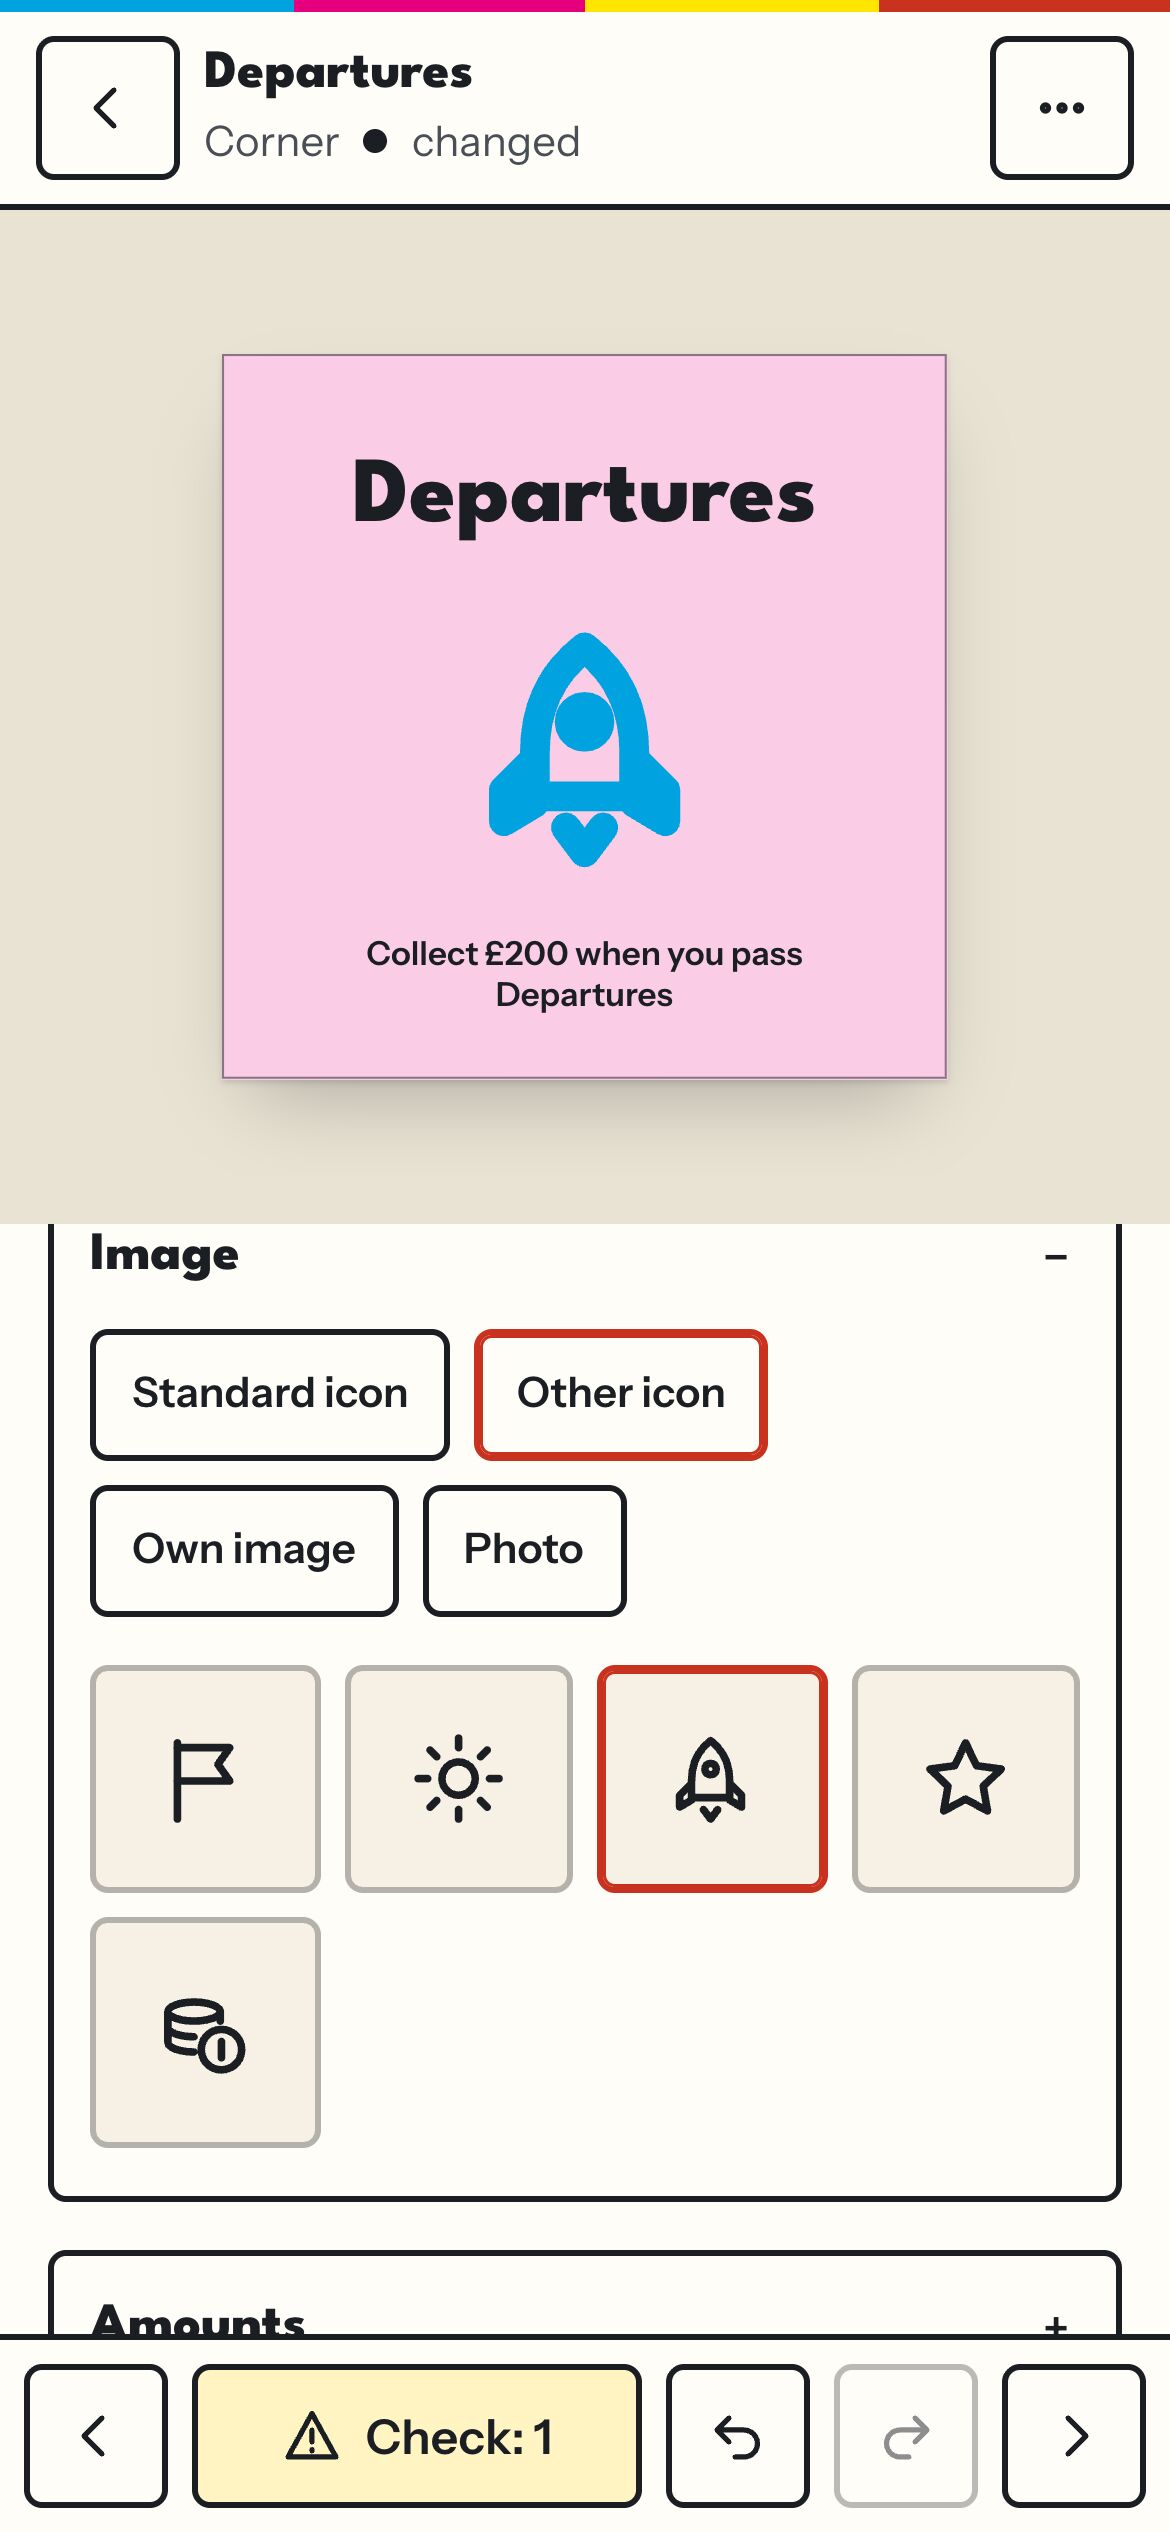 Departures
Corner ● changed
Departures
Collect £200 when you pass
Departures
Image
Standard icon
Other icon
Own image
Photo
Amounts
Check: 1